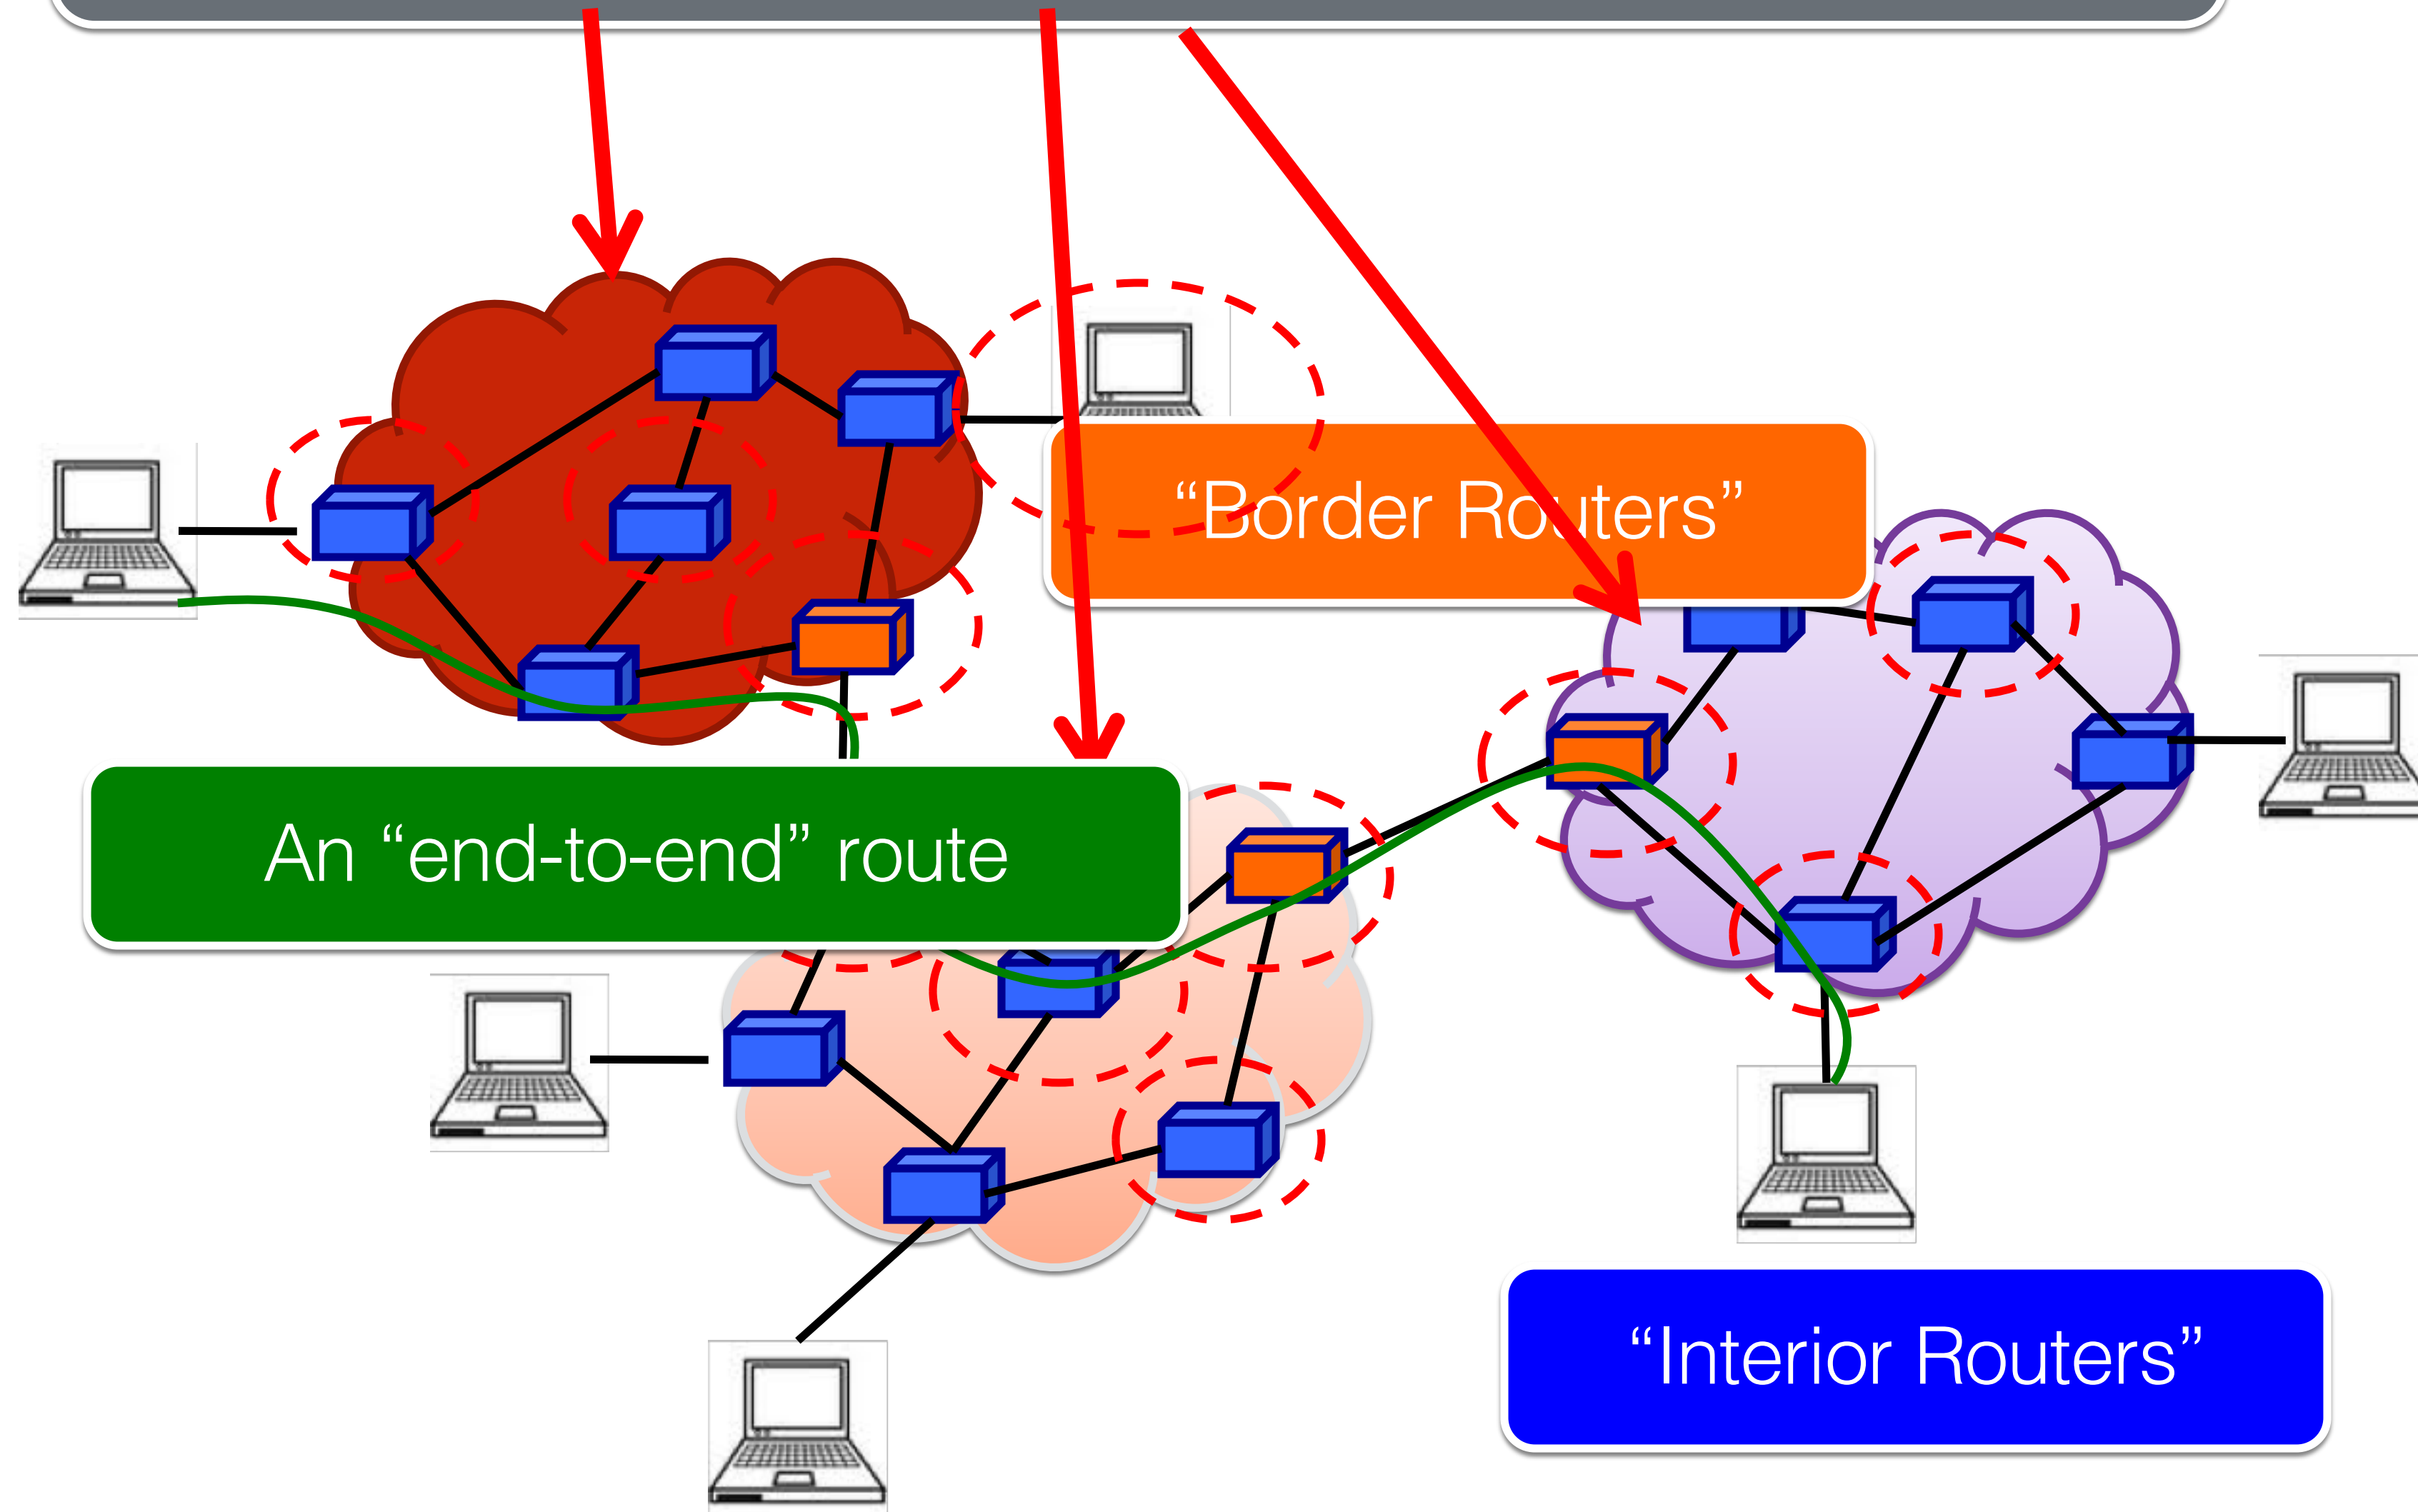 “Border Routers”
An “end-to-end” route
“Interior Routers”